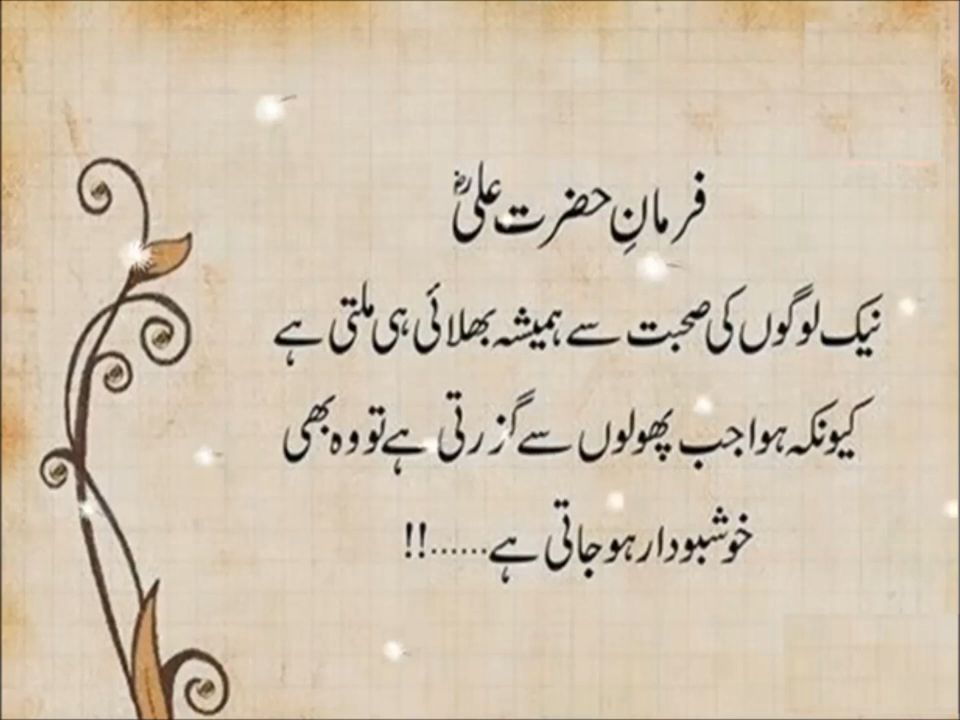 فرمانِ حضرت علیؓ
نیک لوگوں کی صحبت سے ہمیشہ بھلائی ہی ملتی ہے
کیونکہ ہوا جب پھولوں سے گزرتی ہے تو وہ بھی
خوشبودار ہو جاتی ہے......!!